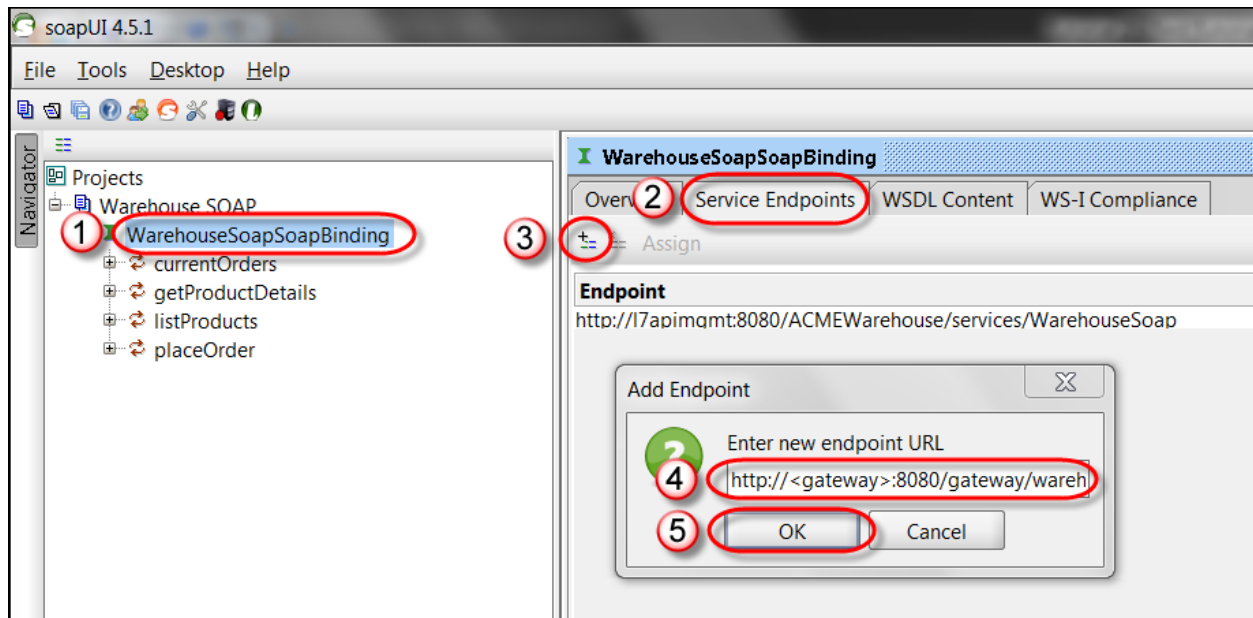 soapUI 4.5.1
File Tools Desktop Help
Navigator
Projects
Warehouse SOAP
1 WarehouseSoapSoapBinding
currentOrders
getProductDetails
listProducts
placeOrder
WarehouseSoapSoapBinding
Overv 2 Service Endpoints WSDL Content WS-I Compliance
3 Assign
Endpoint
http://l7apimgmt:8080/ACMEWarehouse/services/WarehouseSoap
Add Endpoint
Enter new endpoint URL
4 http://<gateway>:8080/gateway/wareh
5 OK Cancel